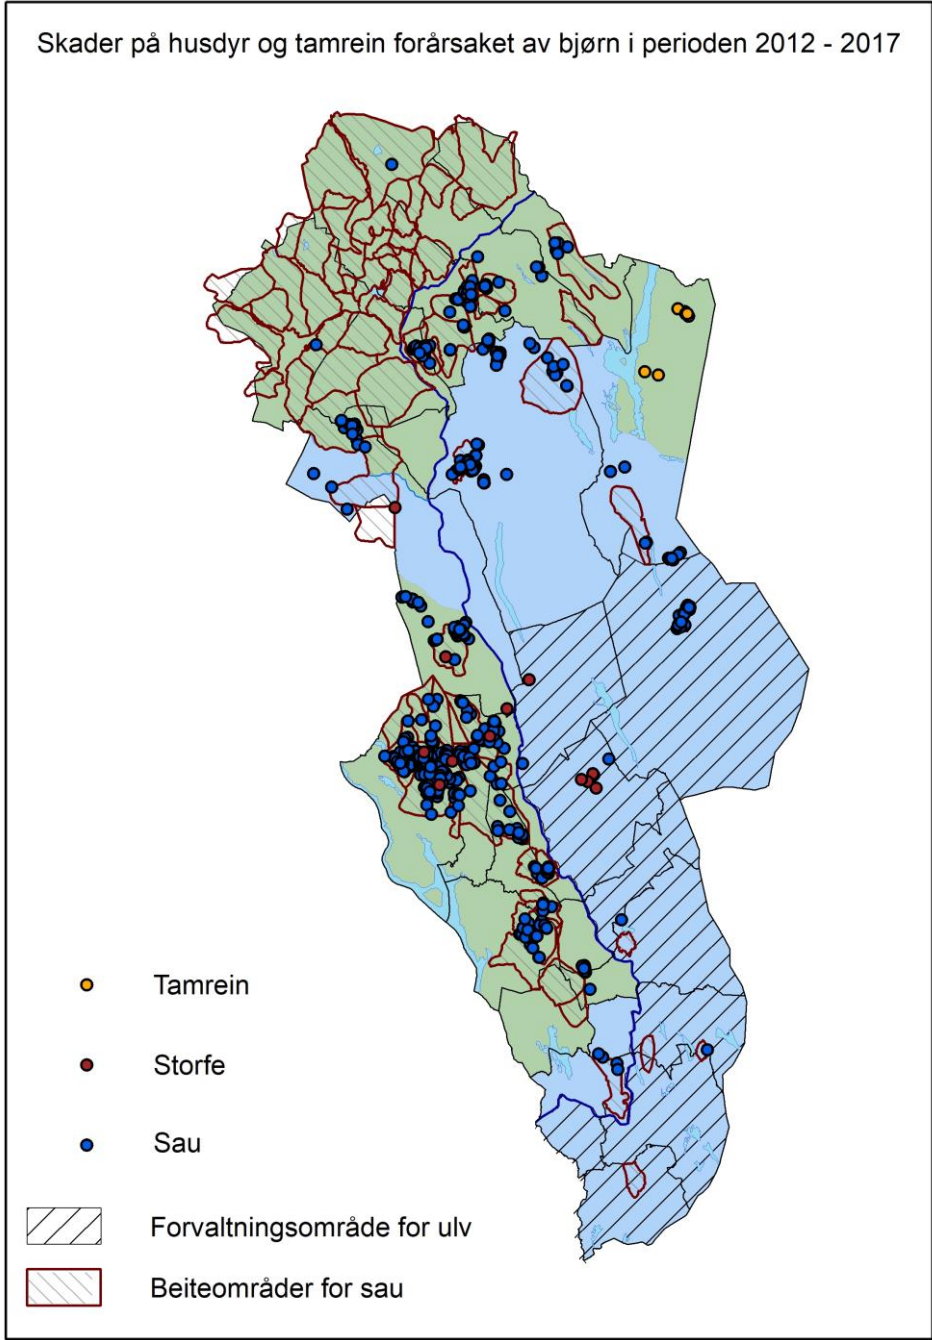 Skader på husdyr og tamrein forårsaket av bjørn i perioden 2012 - 2017
Tamrein
Storfe
Sau
Forvaltningsområde for ulv
Beiteområder for sau